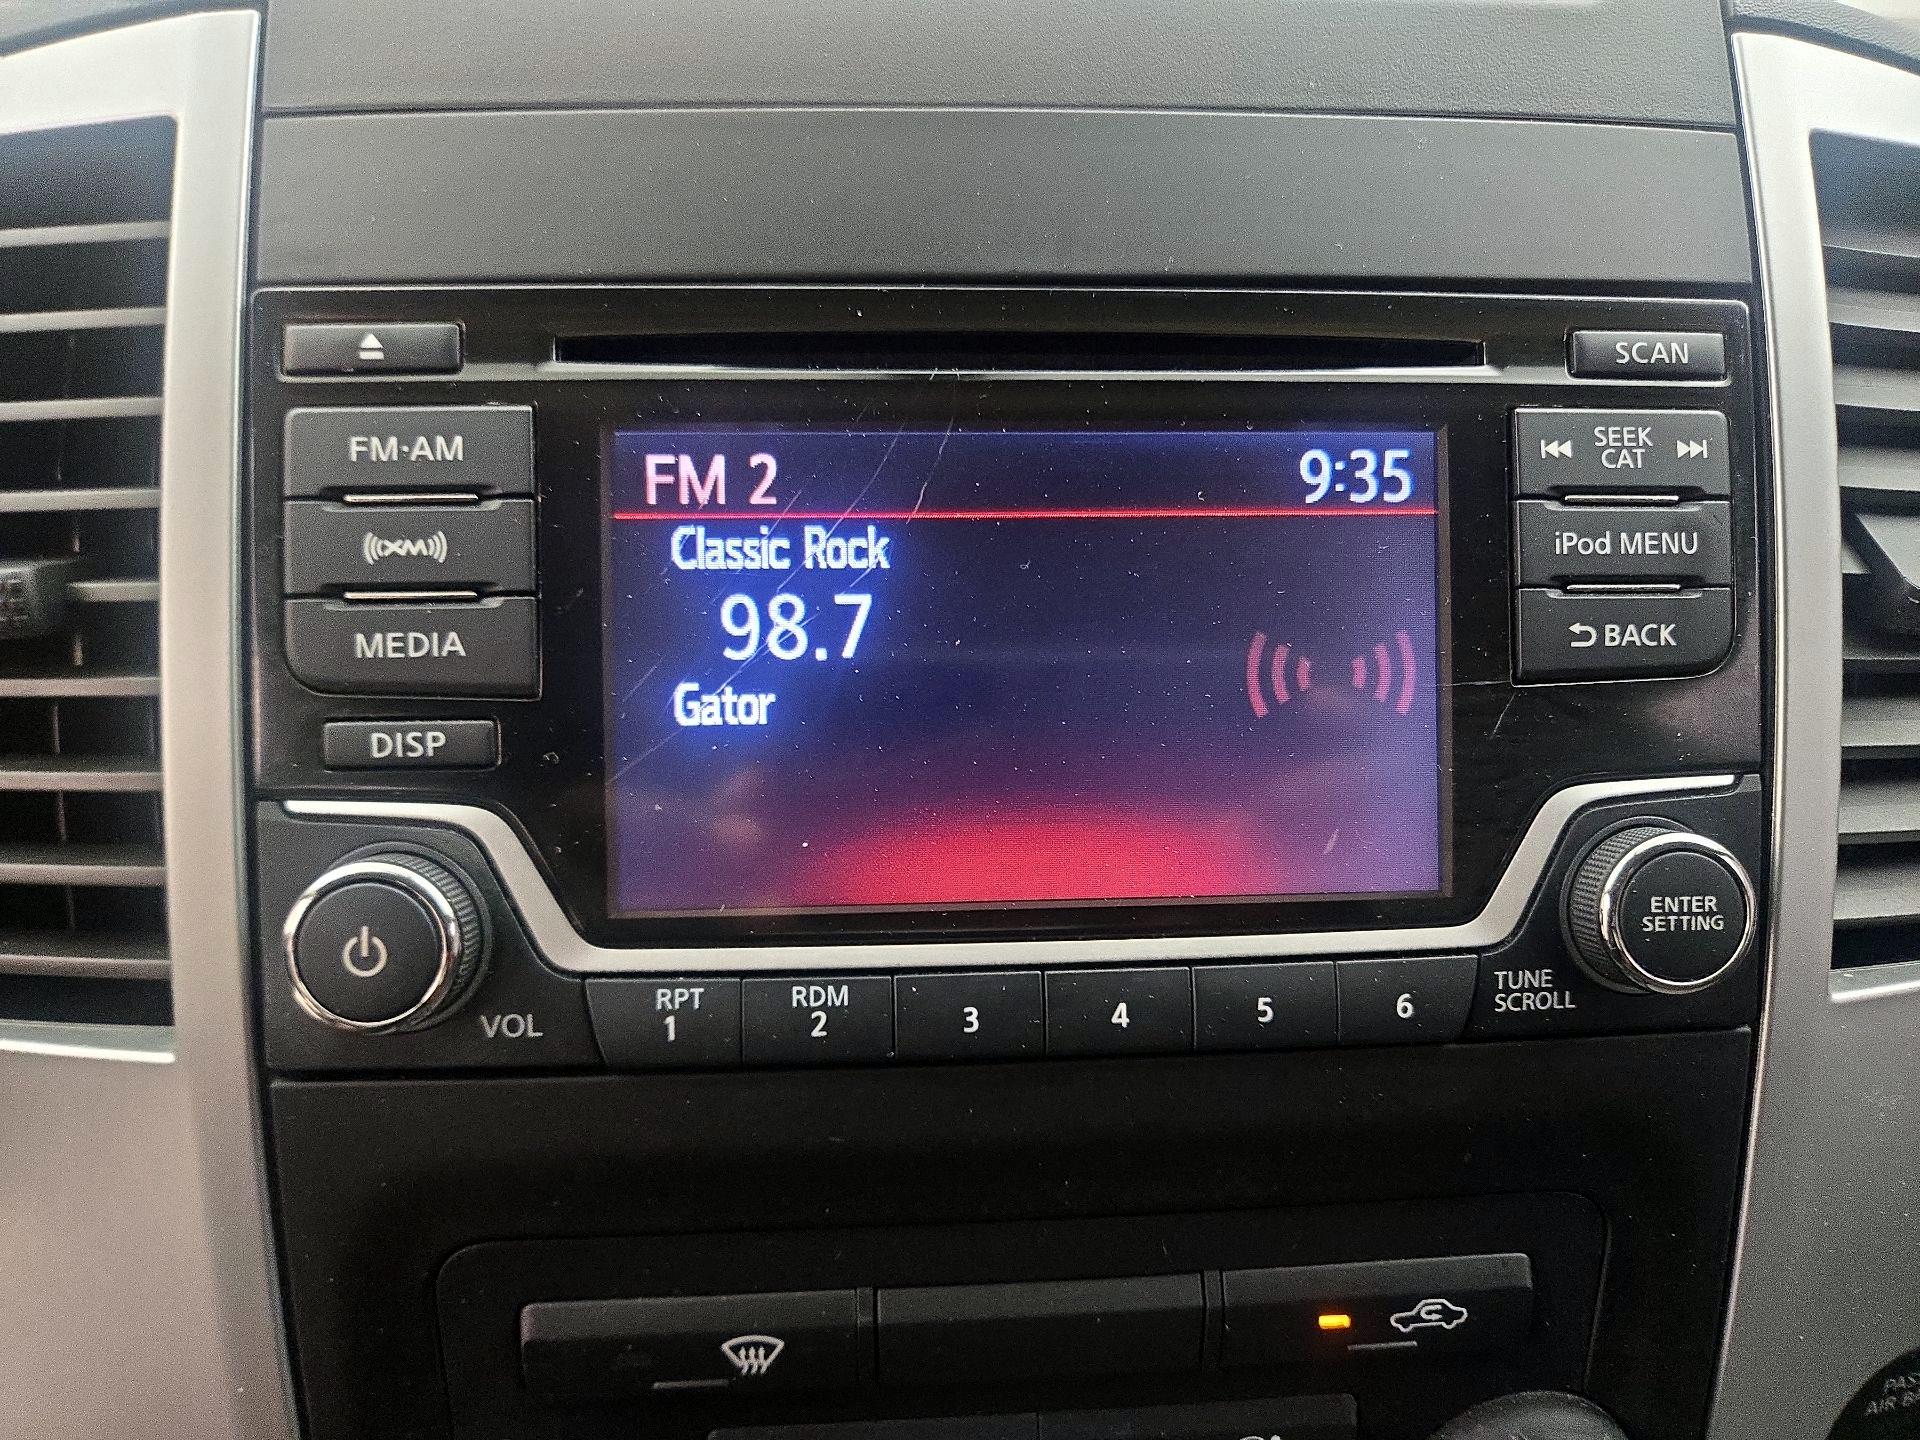 SCAN
FM·AM
SEEK
CAT
FM 2
9:35
Classic Rock
XM
iPod MENU
98.7
MEDIA
BACK
Gator
DISP
ENTER
SETTING
TUNE
SCROLL
VOL
RPT
1
RDM
2
3
4
5
6
AIR